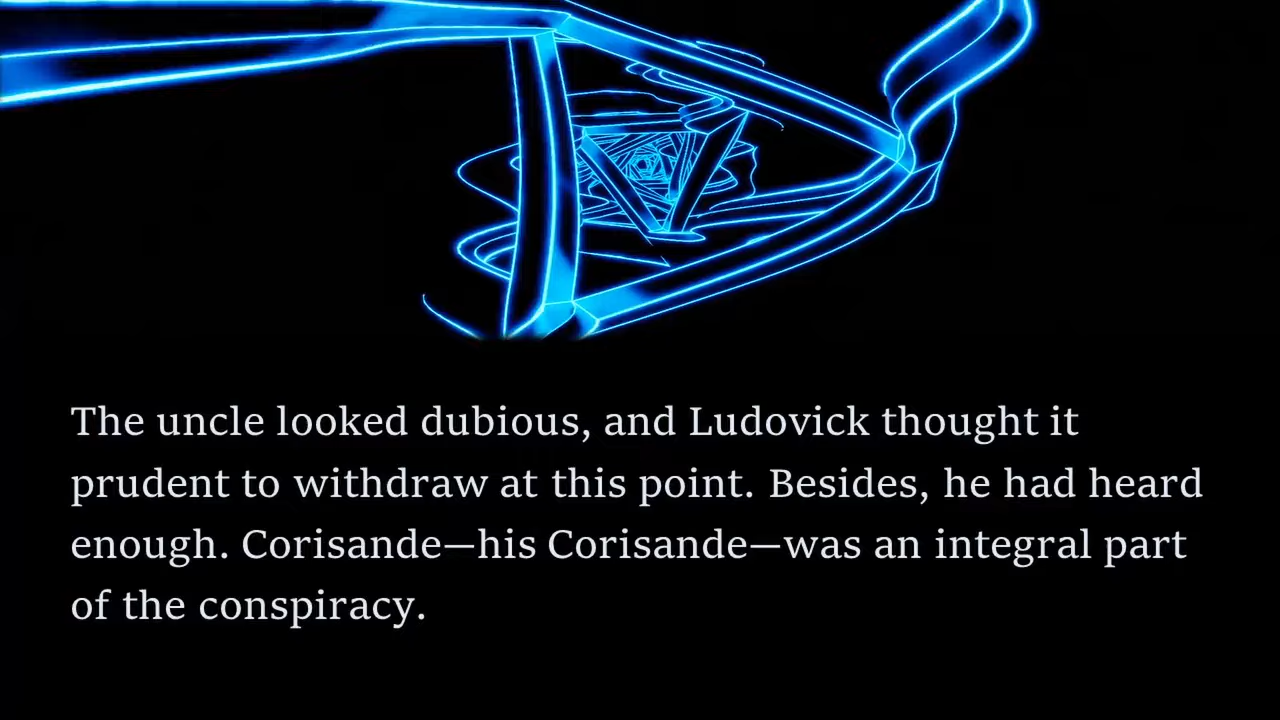 The uncle looked dubious, and Ludovick thought it
prudent to withdraw at this point. Besides, he had heard
enough. Corisande—his Corisande—was an integral part
of the conspiracy.